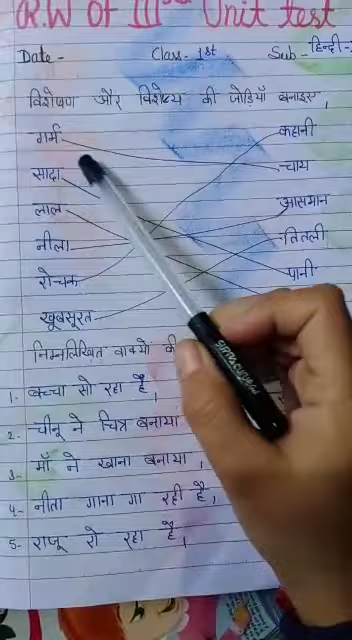 R.W of III Unit test
Date - Class - 1st Sub - हिन्दी
विशेषण और विशेष्य की जोड़ियाँ बनाइए,
गर्म कहानी
सादा चाय
लाल आसमान
नीला तितली
रोचक पानी
खूबसूरत
निम्नलिखित वाक्यों की
1. बच्चा सो रहा है,
2- चीनू ने चित्र बनाया
3- माँ ने खाना बनाया,
4- नीता गाना गा रही है,
5- राजू रो रहा है,